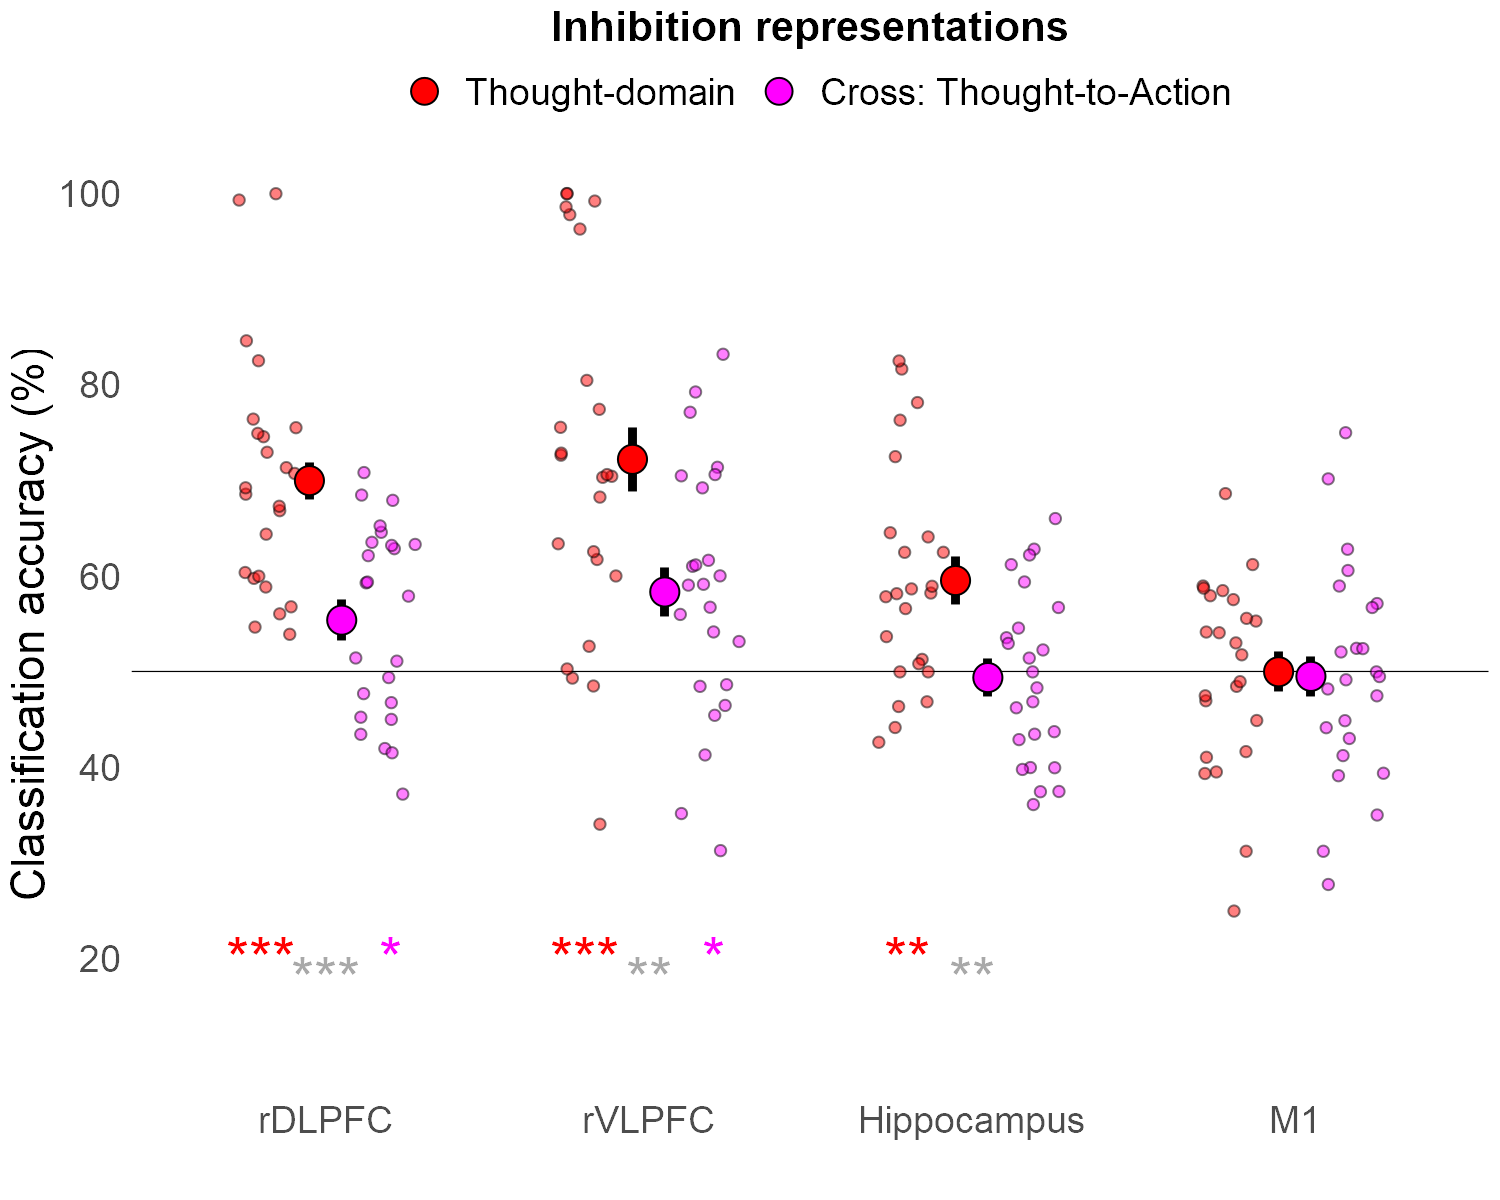 Inhibition representations
Thought-domain Cross: Thought-to-Action
Classification accuracy (%)
100
80
60
40
20
*** *** * *** ** * ** **
rDLPFC rVLPFC Hippocampus M1